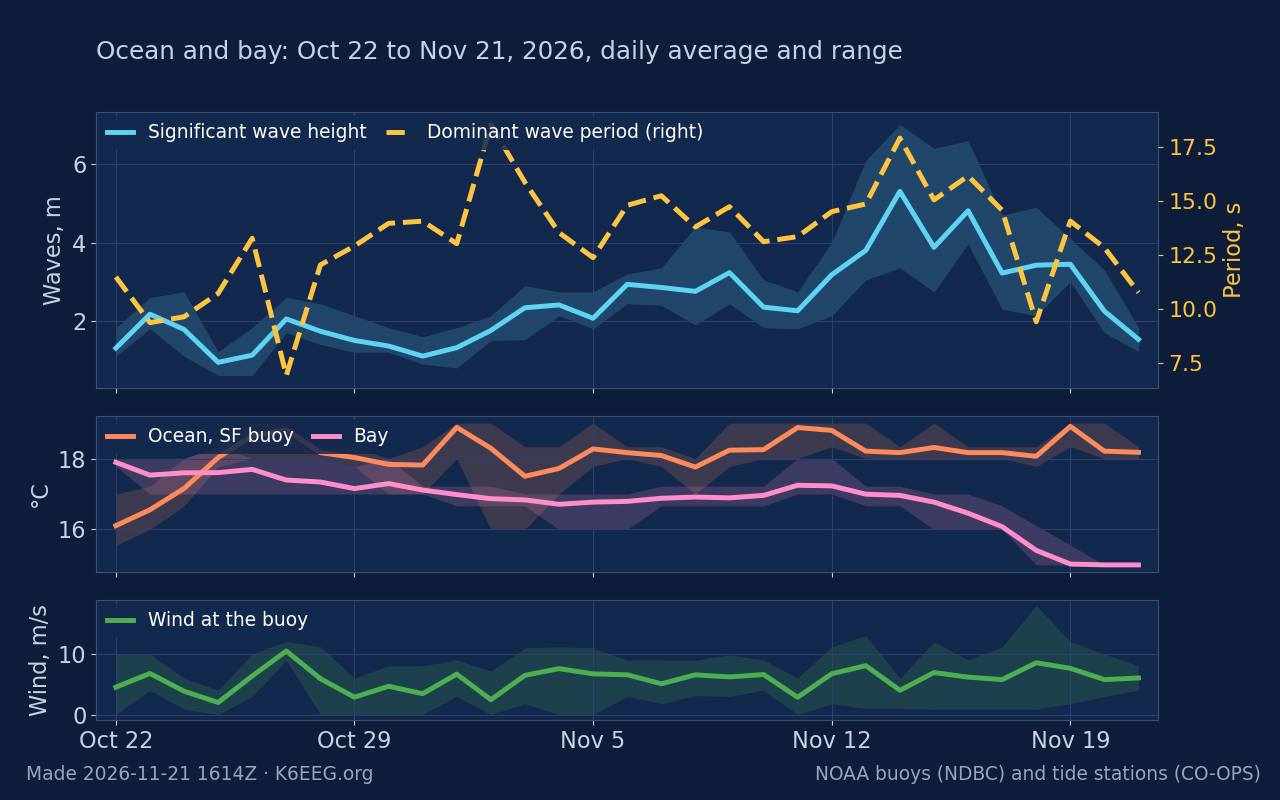 Ocean and bay: Oct 22 to Nov 21, 2026, daily average and range
Significant wave height
Dominant wave period (right)
Waves, m
6
4
2
17.5
15.0
12.5
10.0
7.5
Period, s
Ocean, SF buoy
Bay
°C
18
16
Wind at the buoy
Wind, m/s
10
0
Oct 22
Oct 29
Nov 5
Nov 12
Nov 19
Made 2026-11-21 1614Z · K6EEG.org
NOAA buoys (NDBC) and tide stations (CO-OPS)